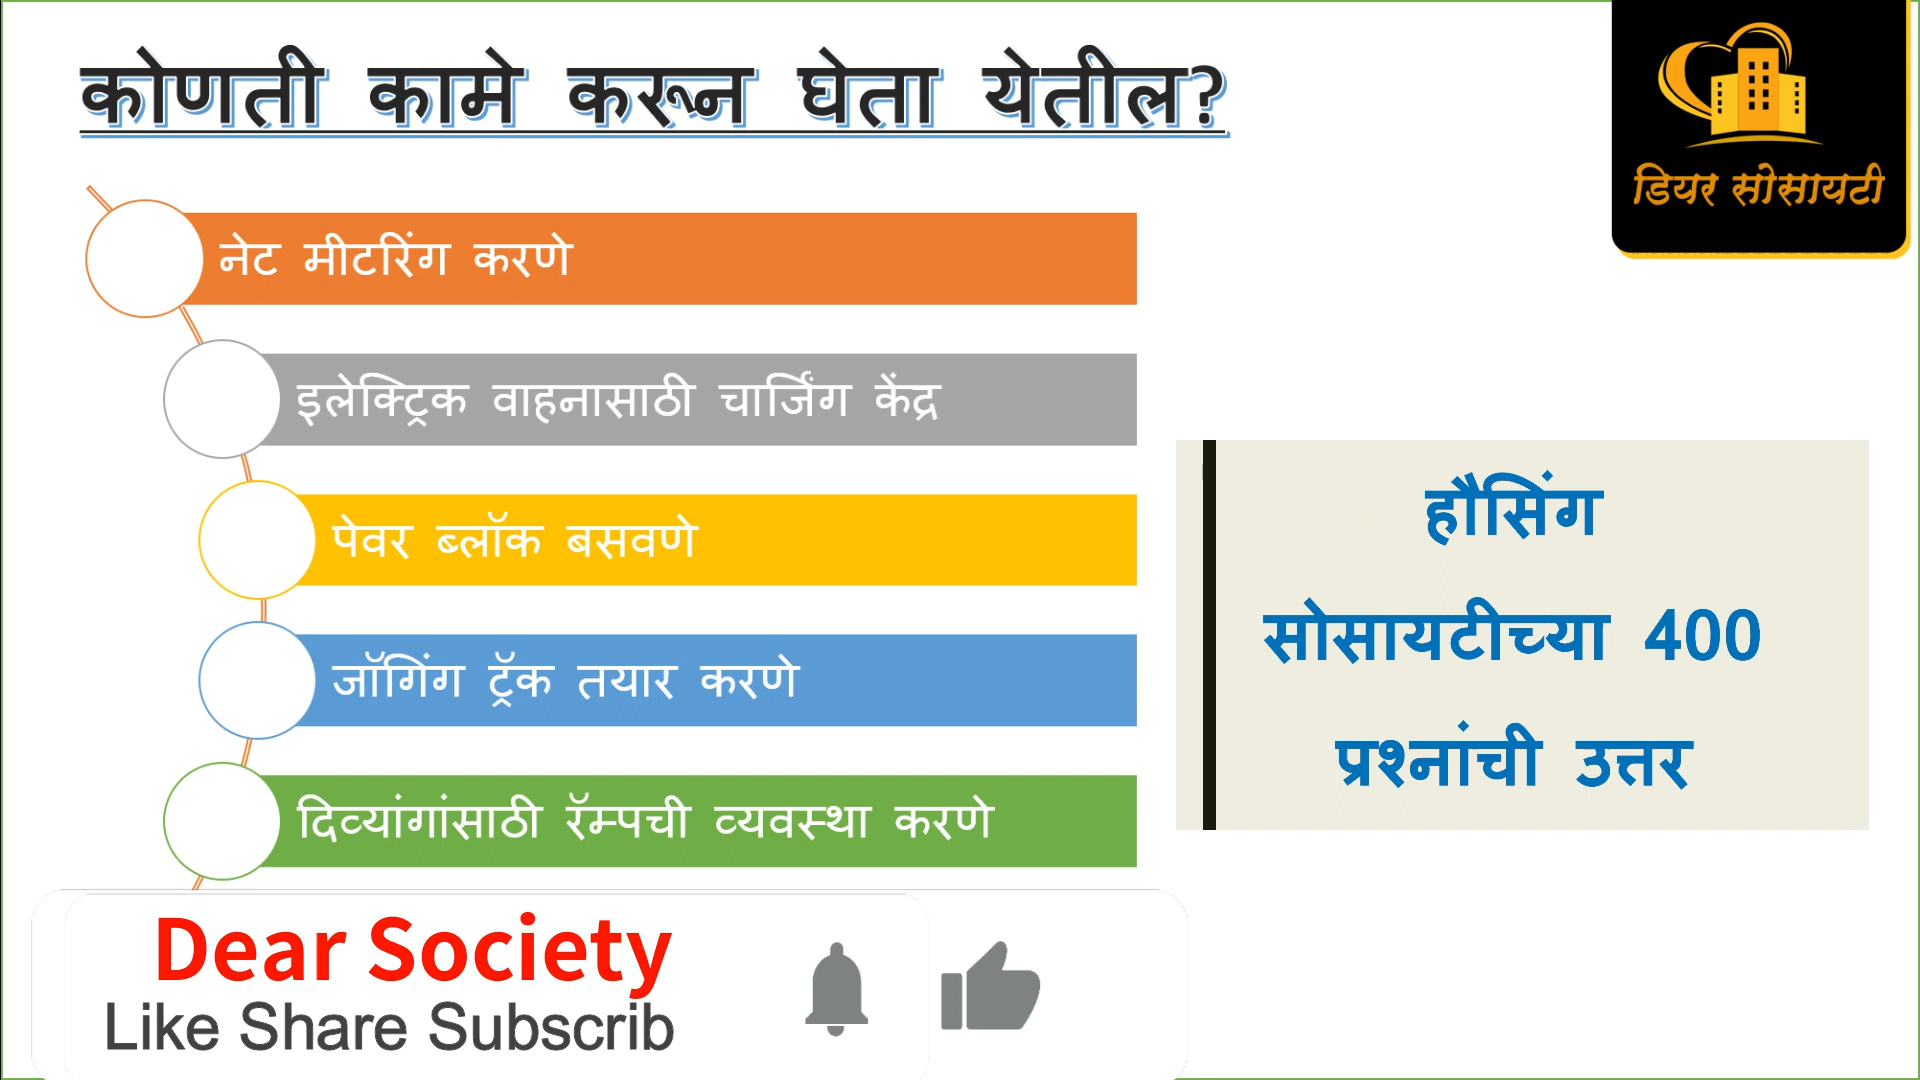 कोणती कामे करून घेता येतील?
डियर सोसायटी
नेट मीटरिंग करणे
इलेक्ट्रिक वाहनासाठी चार्जिंग केंद्र
पेवर ब्लॉक बसवणे
जॉगिंग ट्रॅक तयार करणे
दिव्यांगांसाठी रॅम्पची व्यवस्था करणे
हौसिंग
सोसायटीच्या 400
प्रश्नांची उत्तर
Dear Society
Like Share Subscrib